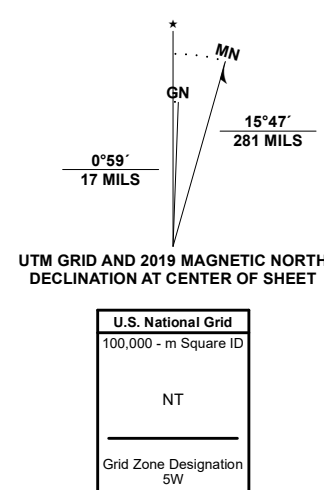 ★
MN
GN
15°47´
281 MILS
0°59´
17 MILS
UTM GRID AND 2019 MAGNETIC NORTH
DECLINATION AT CENTER OF SHEET
U.S. National Grid
100,000 - m Square ID
NT
Grid Zone Designation
5W